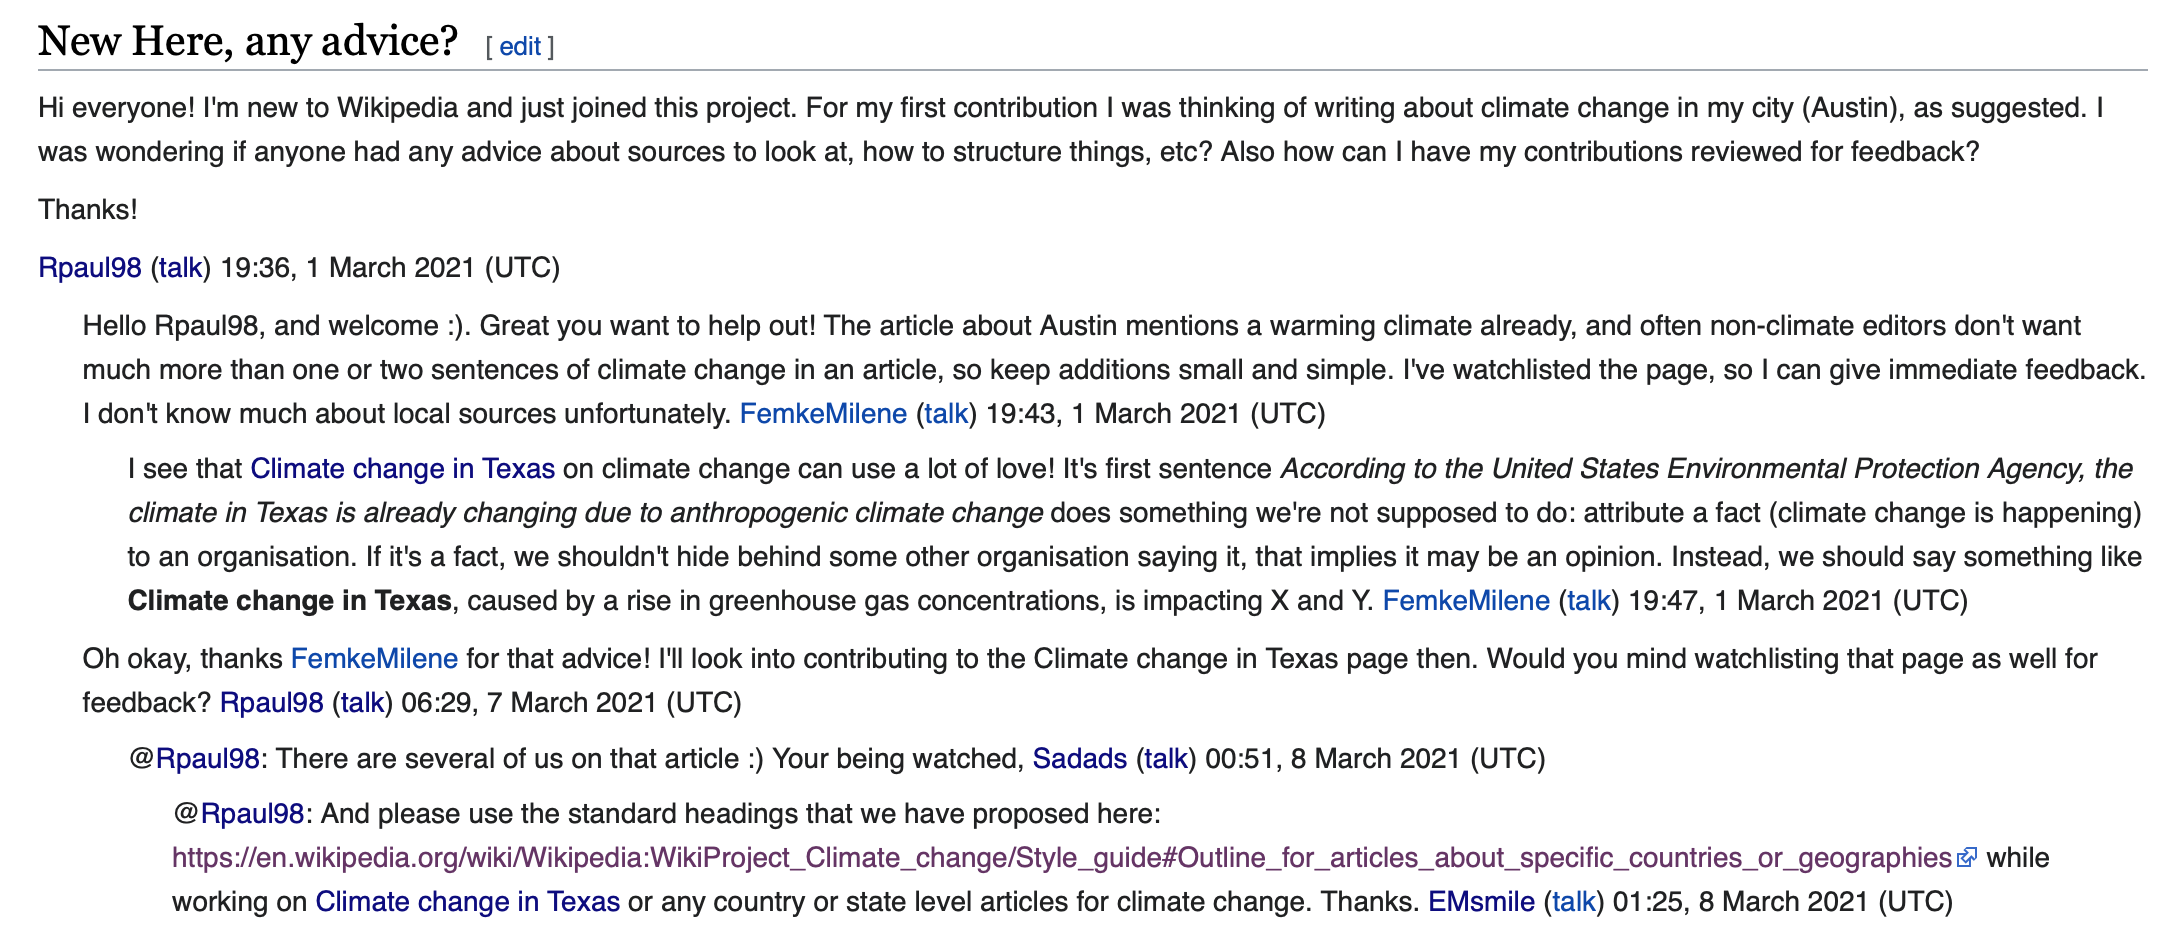 New Here, any advice? [ edit ]
Hi everyone! I'm new to Wikipedia and just joined this project. For my first contribution I was thinking of writing about climate change in my city (Austin), as suggested. I
was wondering if anyone had any advice about sources to look at, how to structure things, etc? Also how can I have my contributions reviewed for feedback?
Thanks!
Rpaul98 (talk) 19:36, 1 March 2021 (UTC)
Hello Rpaul98, and welcome :). Great you want to help out! The article about Austin mentions a warming climate already, and often non-climate editors don't want
much more than one or two sentences of climate change in an article, so keep additions small and simple. I've watchlisted the page, so I can give immediate feedback.
I don't know much about local sources unfortunately. FemkeMilene (talk) 19:43, 1 March 2021 (UTC)
I see that Climate change in Texas on climate change can use a lot of love! It's first sentence According to the United States Environmental Protection Agency, the
climate in Texas is already changing due to anthropogenic climate change does something we're not supposed to do: attribute a fact (climate change is happening)
to an organisation. If it's a fact, we shouldn't hide behind some other organisation saying it, that implies it may be an opinion. Instead, we should say something like
Climate change in Texas, caused by a rise in greenhouse gas concentrations, is impacting X and Y. FemkeMilene (talk) 19:47, 1 March 2021 (UTC)
Oh okay, thanks FemkeMilene for that advice! I'll look into contributing to the Climate change in Texas page then. Would you mind watchlisting that page as well for
feedback? Rpaul98 (talk) 06:29, 7 March 2021 (UTC)
@Rpaul98: There are several of us on that article :) Your being watched, Sadads (talk) 00:51, 8 March 2021 (UTC)
@Rpaul98: And please use the standard headings that we have proposed here:
https://en.wikipedia.org/wiki/Wikipedia:WikiProject_Climate_change/Style_guide#Outline_for_articles_about_specific_countries_or_geographies while
working on Climate change in Texas or any country or state level articles for climate change. Thanks. EMsmile (talk) 01:25, 8 March 2021 (UTC)